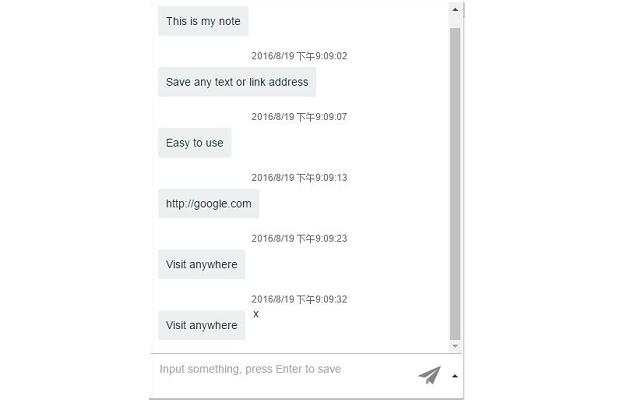 This is my note
2016/8/19 下午9:09:02
Save any text or link address
2016/8/19 下午9:09:07
Easy to use
2016/8/19 下午9:09:13
http://google.com
2016/8/19 下午9:09:23
Visit anywhere
2016/8/19 下午9:09:32
x
Visit anywhere
Input something, press Enter to save